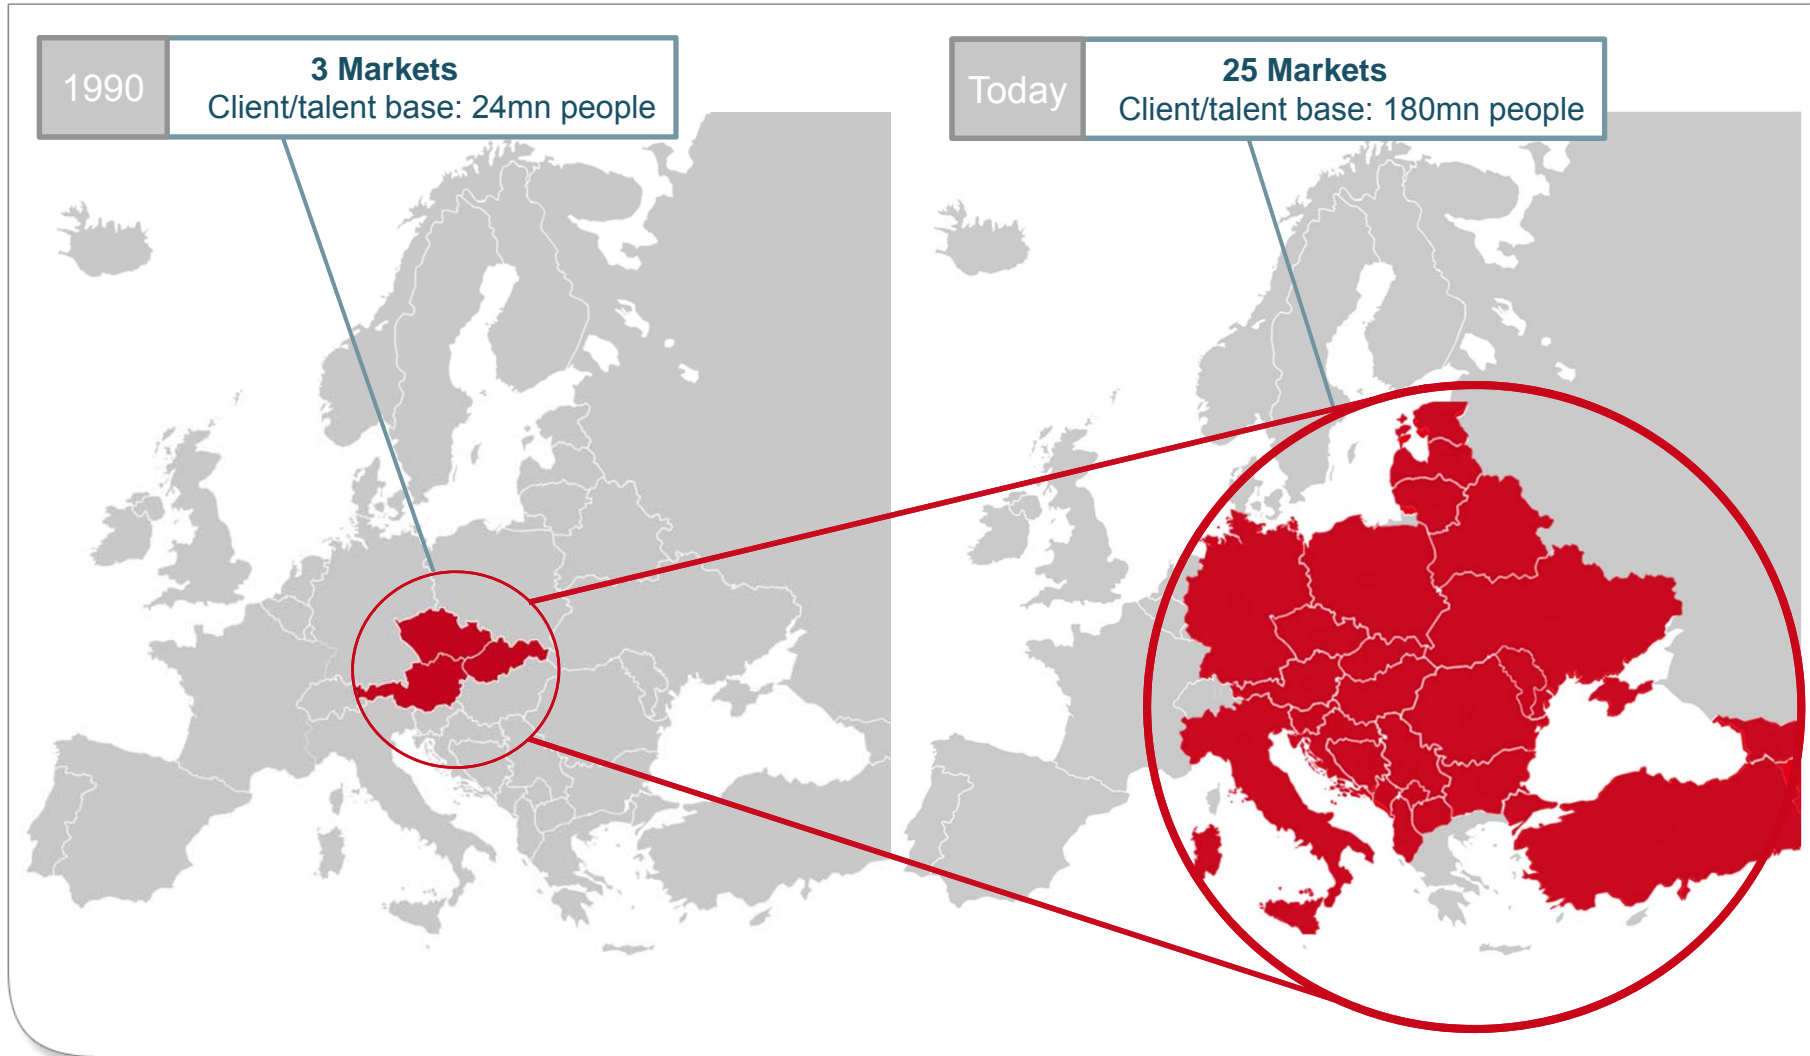 1990
3 Markets
Client/talent base: 24mn people
Today
25 Markets
Client/talent base: 180mn people